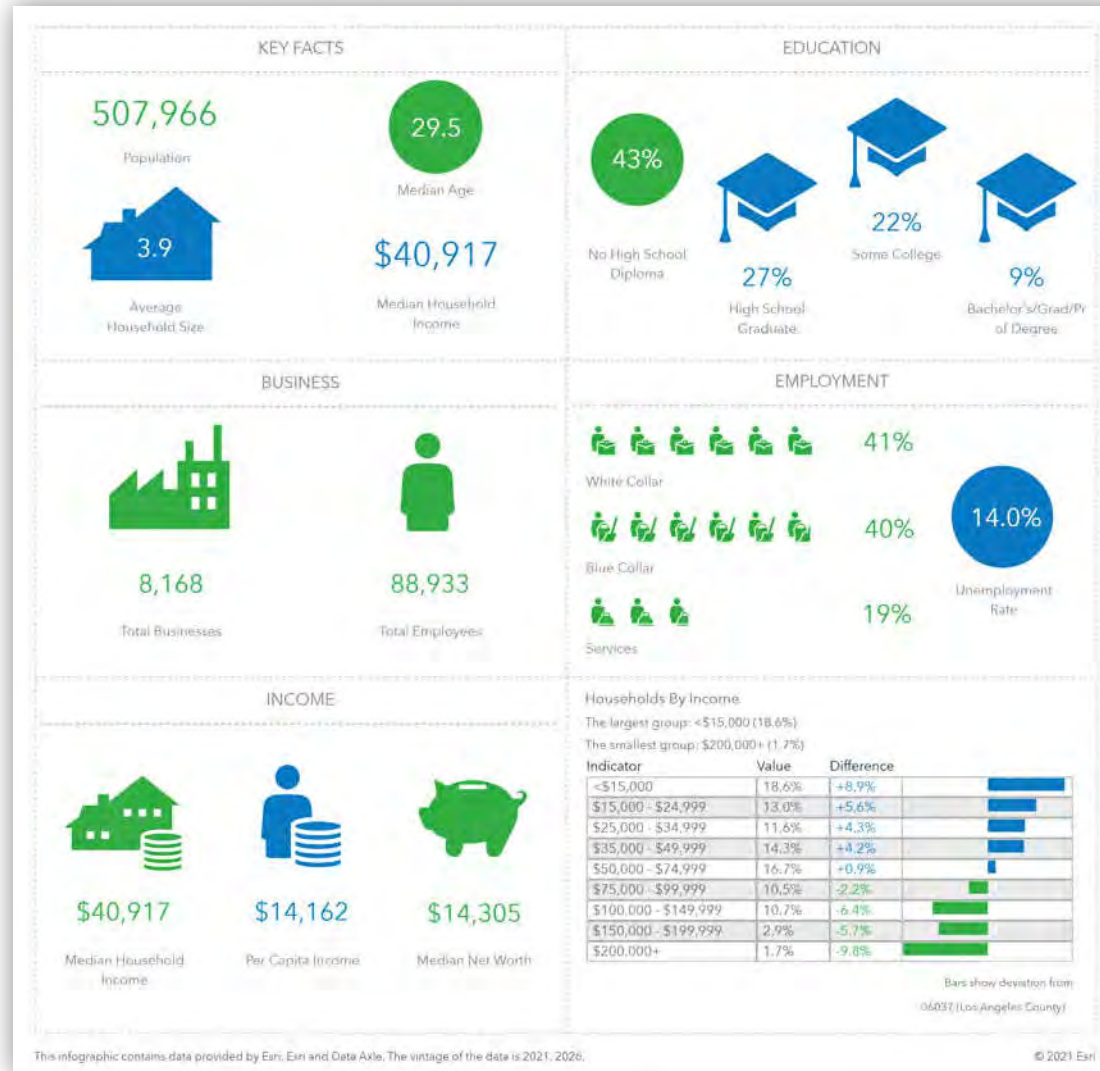 KEY FACTS
507,966
Population
29.5
Median Age
3.9
Average
Household Size
$40,917
Median Household
Income
EDUCATION
43%
No High School
Diploma
27%
High School
Graduate
22%
Some College
9%
Bachelor's/Grad/Pr
of Degree
BUSINESS
8,168
Total Businesses
88,933
Total Employees
EMPLOYMENT
41%
White Collar
40%
Blue Collar
19%
Services
14.0%
Unemployment
Rate
INCOME
$40,917
Median Household
Income
$14,162
Per Capita Income
$14,305
Median Net Worth
Households By Income
The largest group: <$15,000 (18.6%)
The smallest group: $200,000+ (1.7%)
Indicator Value Difference
<$15,000 18.6% +8.9%
$15,000 - $24,999 13.0% +5.6%
$25,000 - $34,999 11.6% +4.3%
$35,000 - $49,999 14.3% +4.2%
$50,000 - $74,999 16.7% +0.9%
$75,000 - $99,999 10.5% -2.2%
$100,000 - $149,999 10.7% -6.4%
$150,000 - $199,999 2.9% -5.7%
$200,000+ 1.7% -9.8%
Bars show deviation from
06037 (Los Angeles County)
This infographic contains data provided by Esri, Esri and Data Axle. The vintage of the data is 2021, 2026.
© 2021 Esri